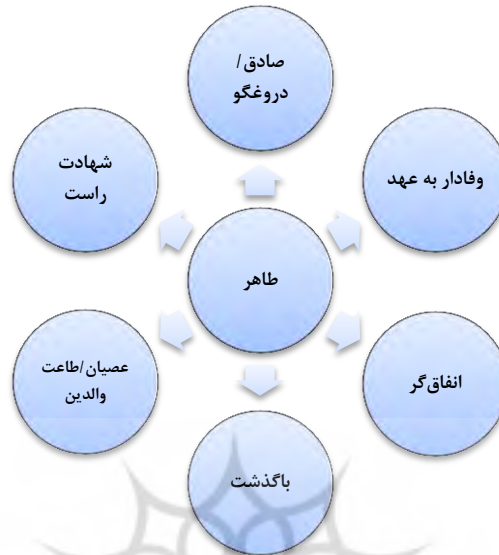 صادق/
دروغگو
وفادار به عهد
شهادت
راست
طاهر
انفاق‌گر
عصیان/طاعت
والدین
باگذشت